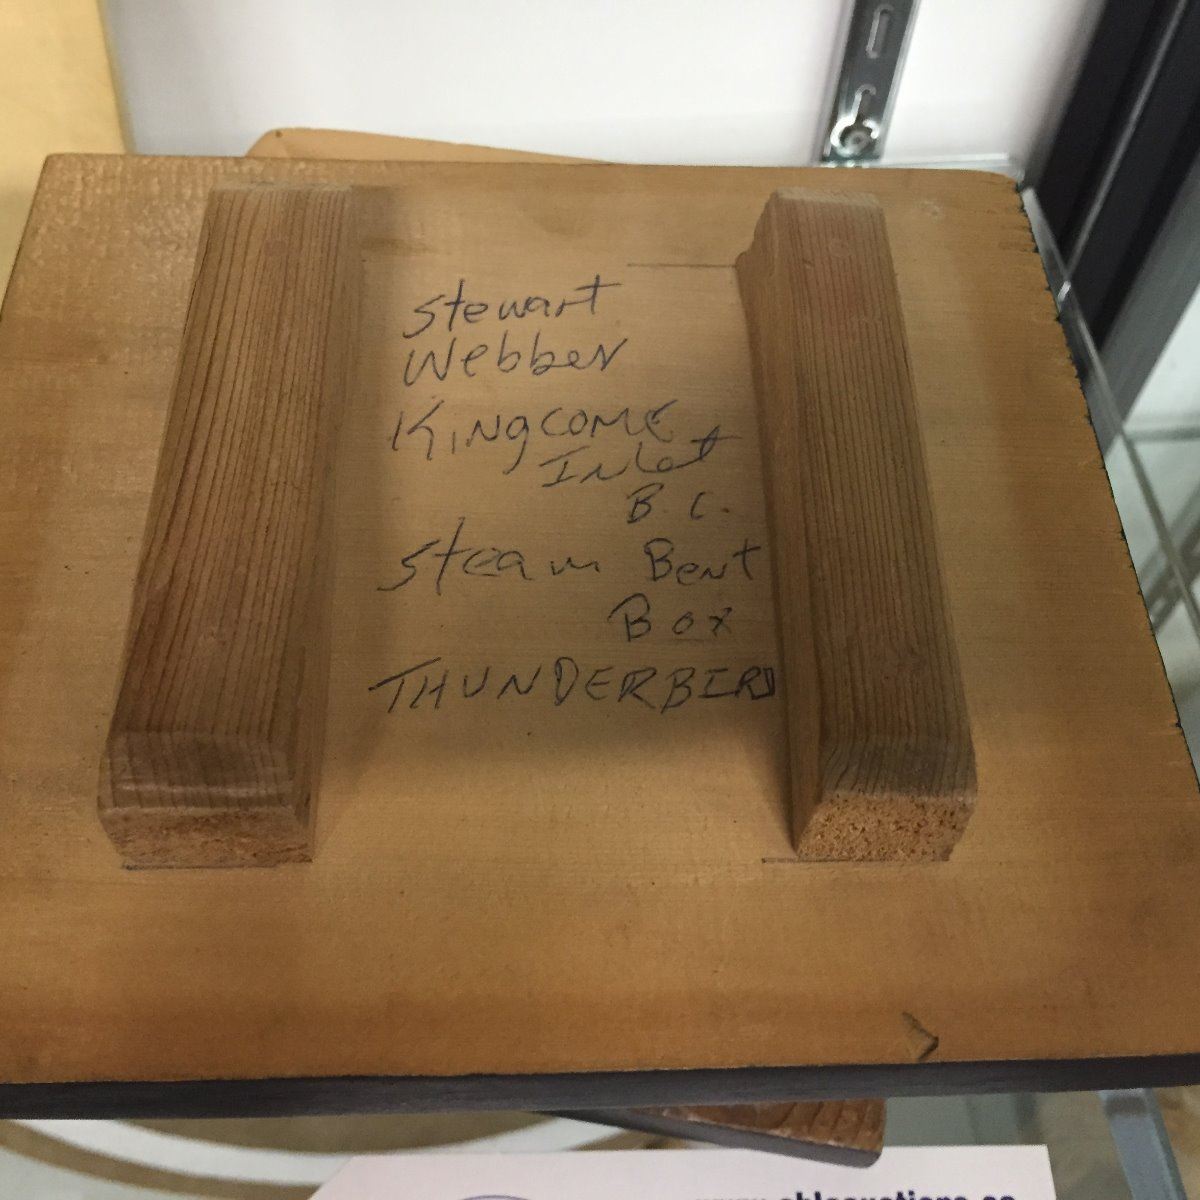 Stewart
Webber
KINgCOME
INLet
B.C.
Steam Bent
Box
THUNDERBIRD